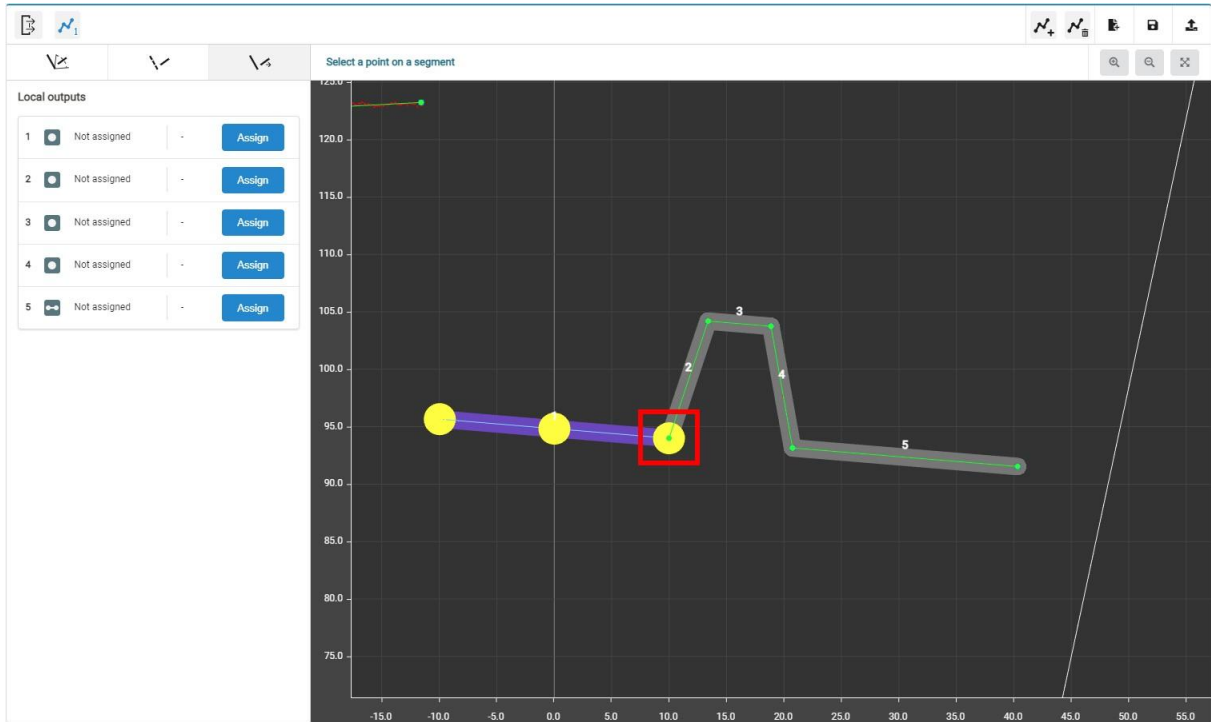 1
Select a point on a segment
Local outputs
1 Not assigned - Assign
2 Not assigned - Assign
3 Not assigned - Assign
4 Not assigned - Assign
5 Not assigned - Assign
125.0
120.0
115.0
110.0
105.0
100.0
95.0
90.0
85.0
80.0
75.0
1
2
3
4
5
-15.0 -10.0 -5.0 0.0 5.0 10.0 15.0 20.0 25.0 30.0 35.0 40.0 45.0 50.0 55.0